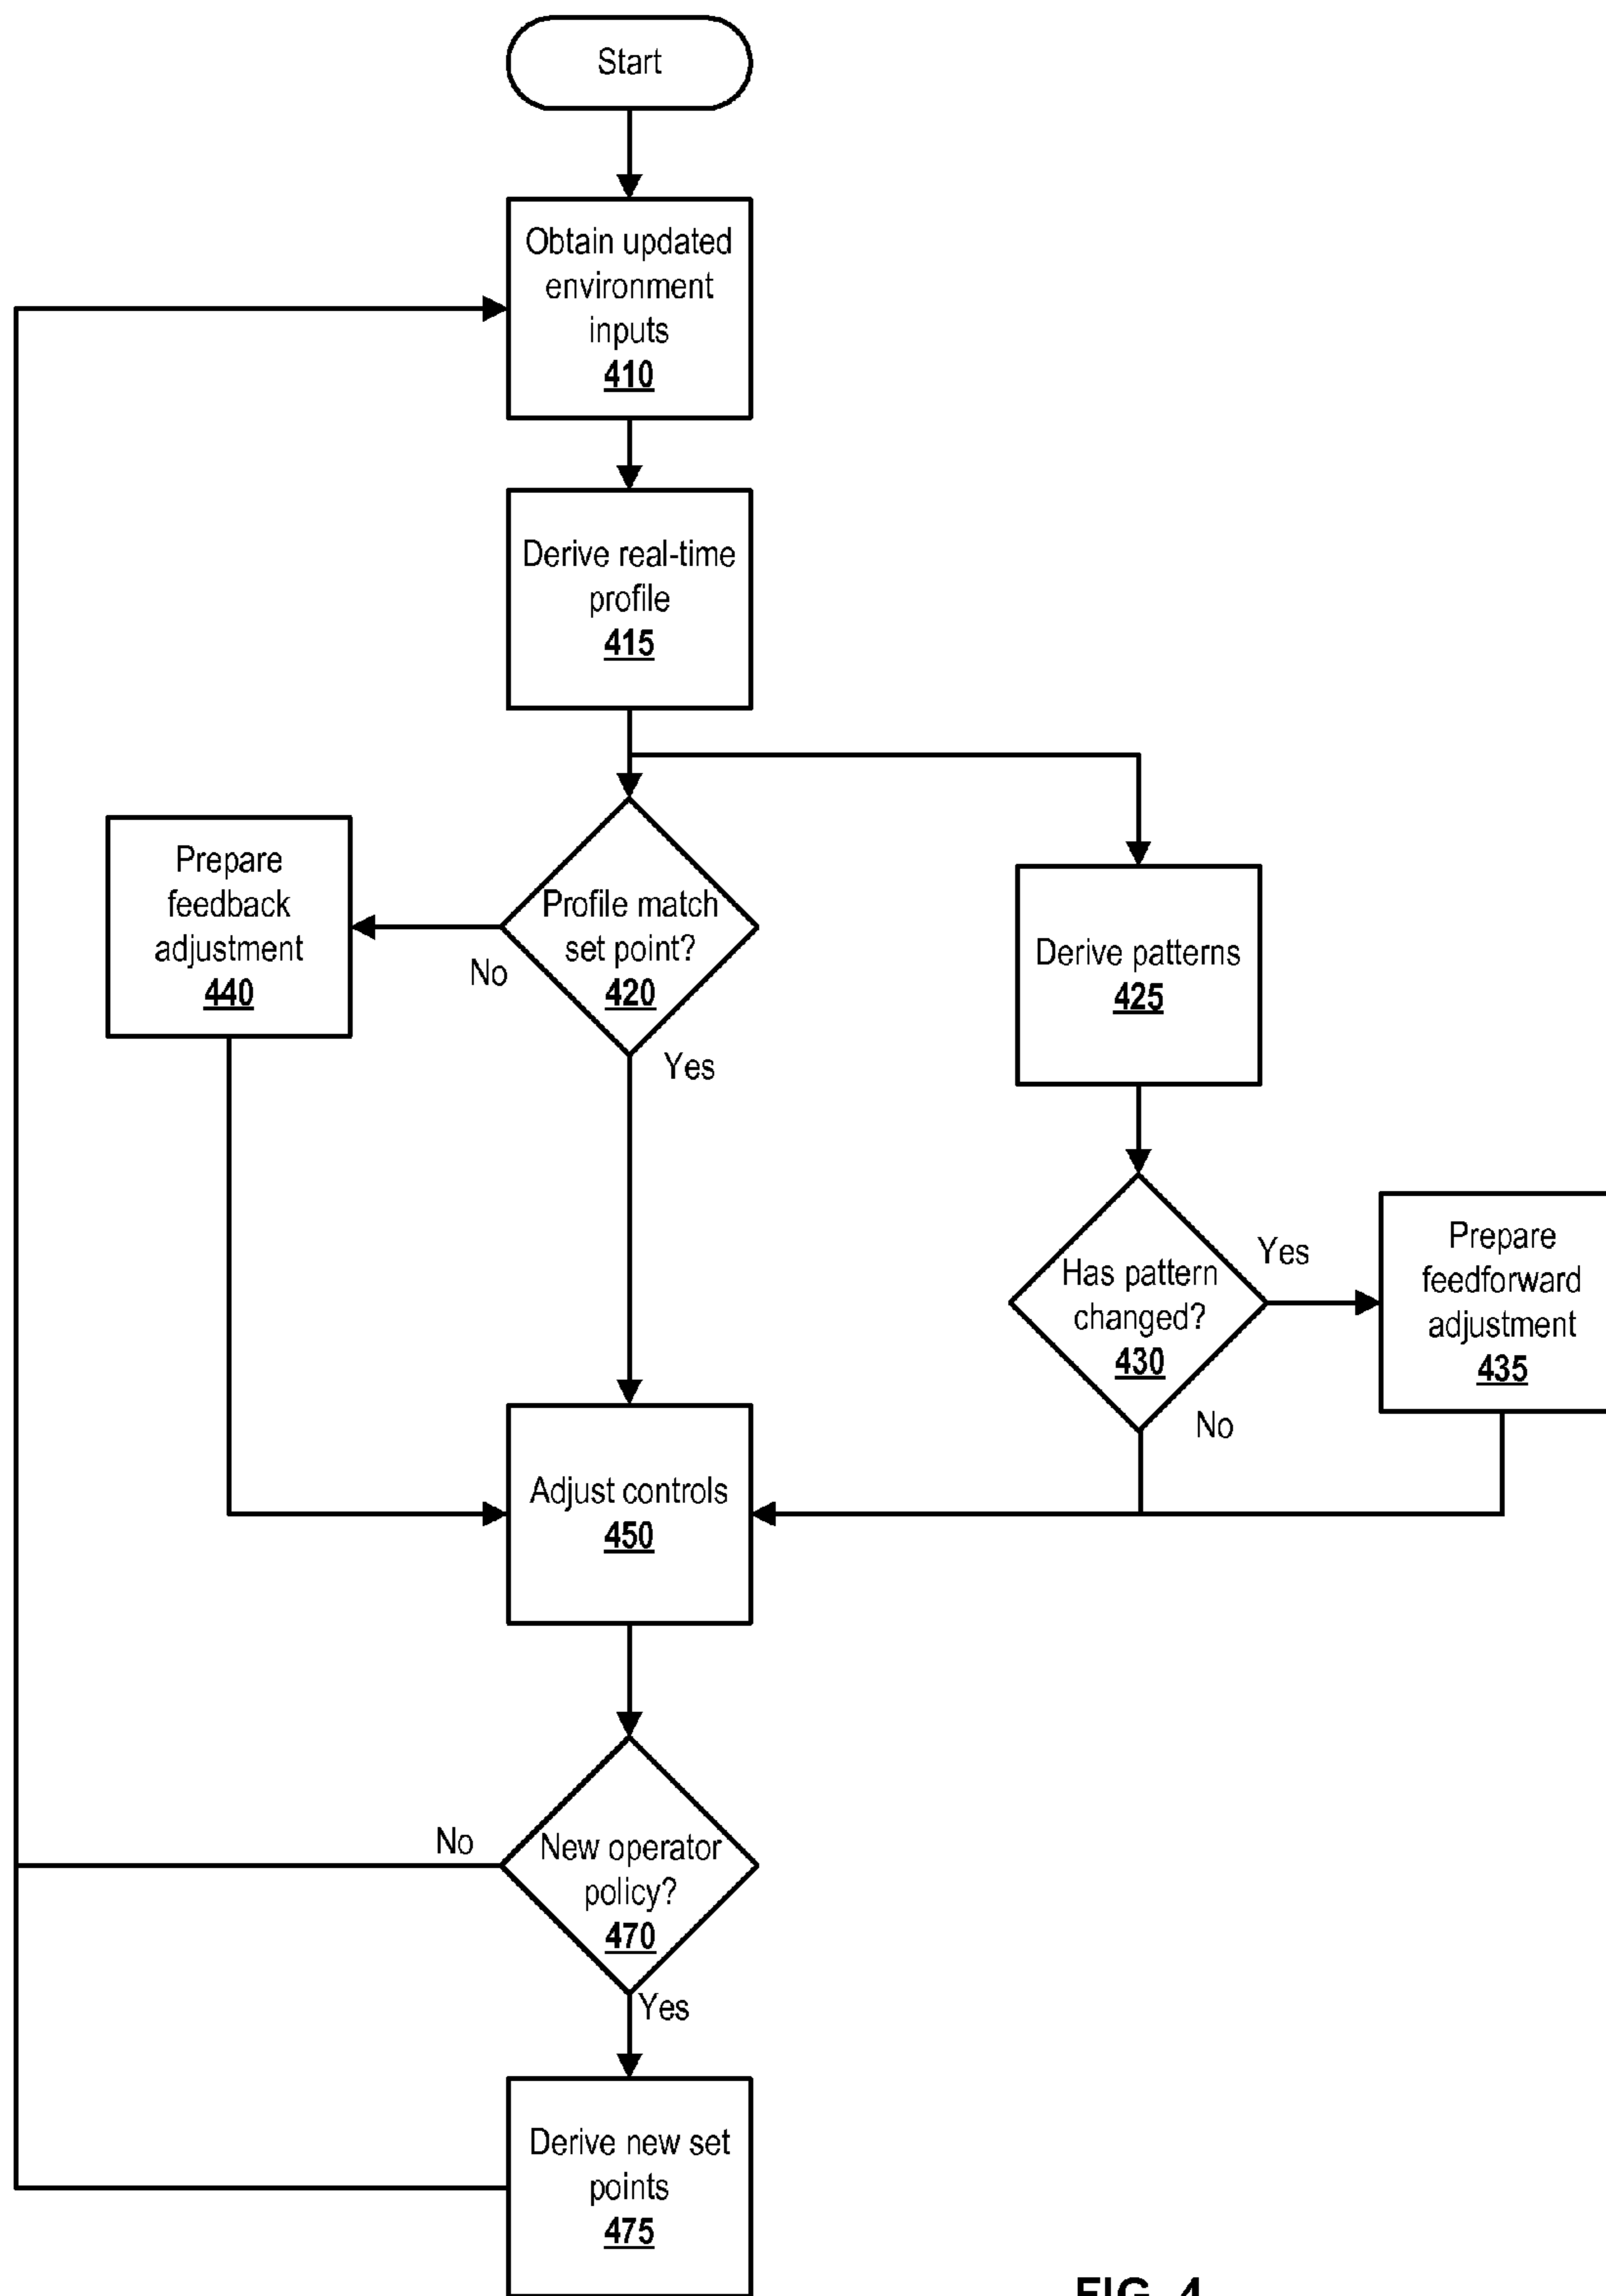 Start
Obtain updated
environment
inputs
410
Derive real-time
profile
415
Prepare
feedback
adjustment
440
Profile match
set point?
420
No
Yes
Derive patterns
425
Has pattern
changed?
430
Yes
No
Prepare
feedforward
adjustment
435
Adjust controls
450
New operator
policy?
470
No
Yes
Derive new set
points
475
FIG. 4